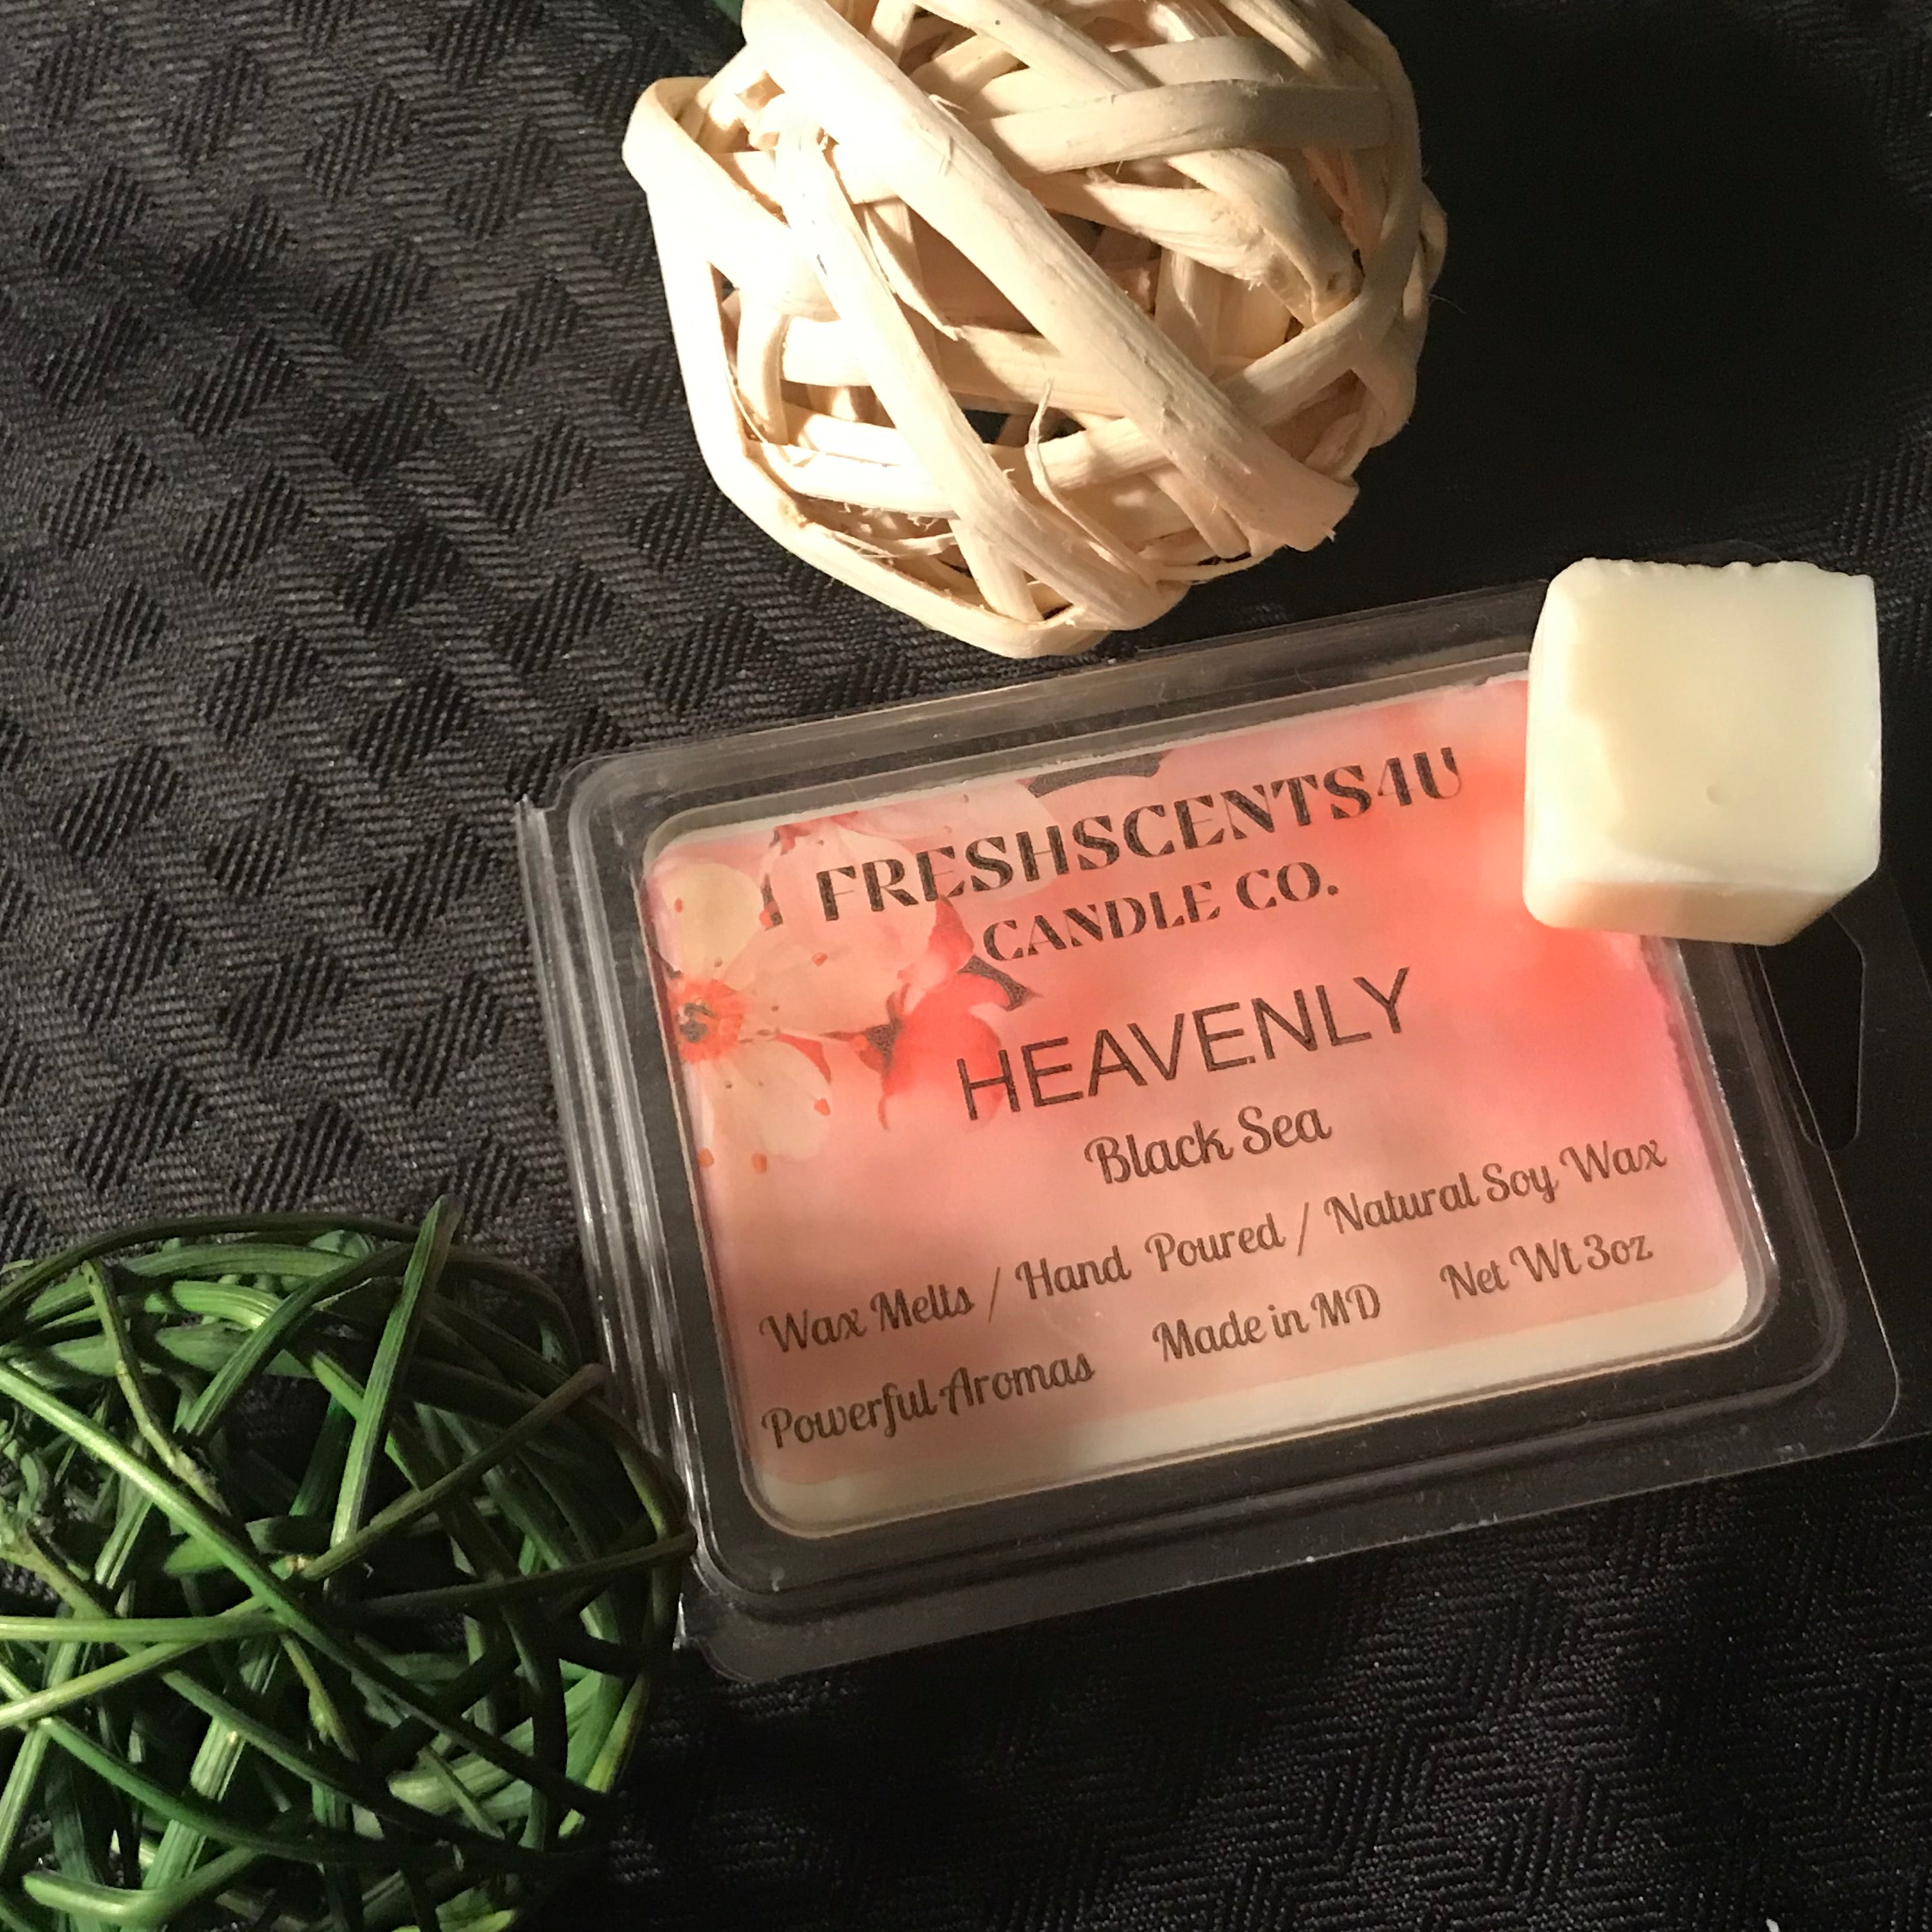 FRESHSCENTS4U
CANDLE CO.
HEAVENLY
Black Sea
Wax Melts / Hand Poured / Natural Soy Wax
Powerful Aromas Made in MD Net Wt 3oz